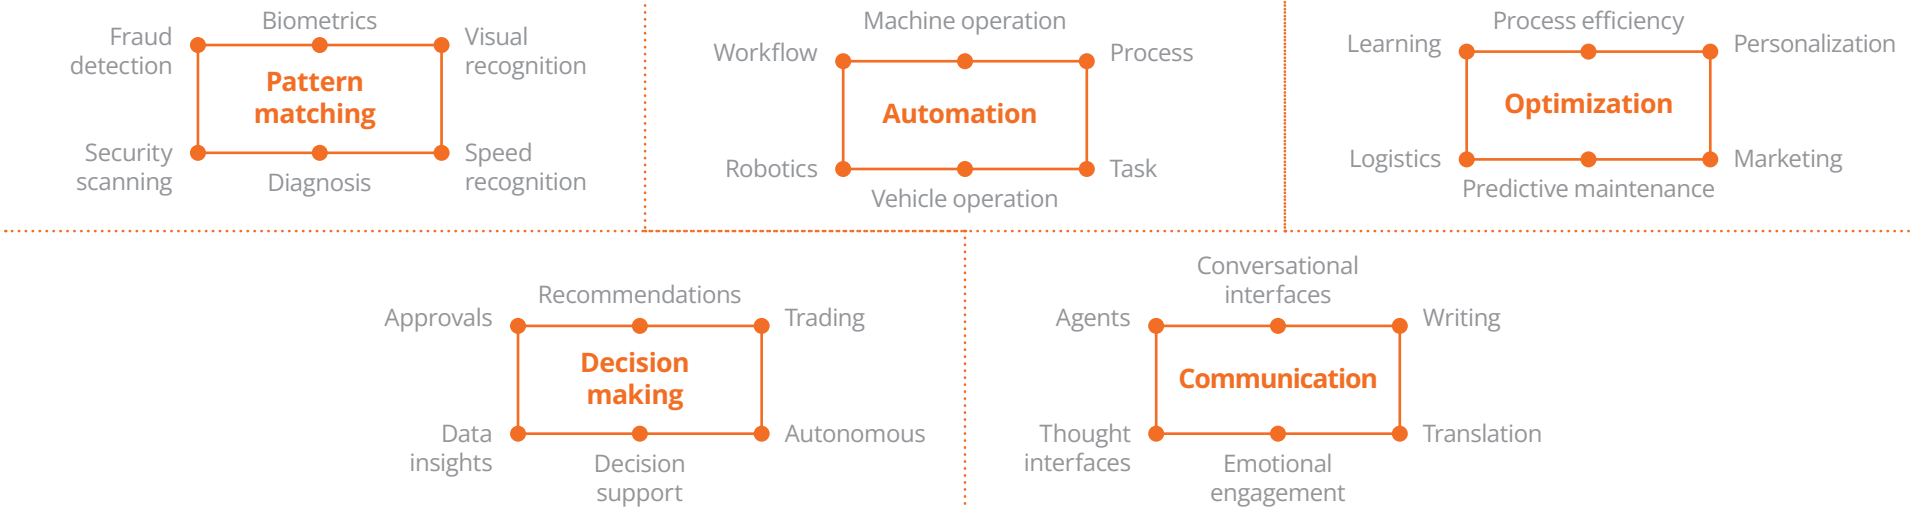 Biometrics
Fraud
detection
Visual
recognition
Pattern
matching
Security
scanning
Diagnosis
Speed
recognition
Machine operation
Workflow
Process
Automation
Robotics
Task
Vehicle operation
Process efficiency
Learning
Personalization
Optimization
Logistics
Marketing
Predictive maintenance
Recommendations
Approvals
Trading
Decision
making
Data
insights
Autonomous
Decision
support
Conversational
interfaces
Agents
Writing
Communication
Thought
interfaces
Translation
Emotional
engagement